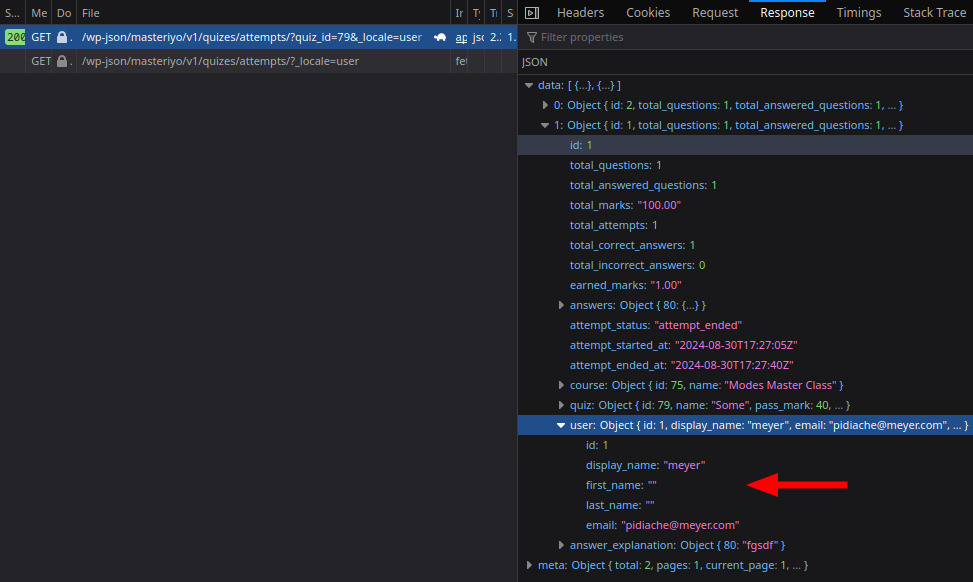 S... Me Do File Ir Ty Ti S
200 GET . /wp-json/masteriyo/v1/quizes/attempts/?quiz_id=79&_locale=user ap jsc 2.: 1.
GET . /wp-json/masteriyo/v1/quizes/attempts/?_locale=user fet
Headers Cookies Request Response Timings Stack Trace
Filter properties
JSON
data: [ {…}, {…} ]
0: Object { id: 2, total_questions: 1, total_answered_questions: 1, … }
1: Object { id: 1, total_questions: 1, total_answered_questions: 1, … }
id: 1
total_questions: 1
total_answered_questions: 1
total_marks: "100.00"
total_attempts: 1
total_correct_answers: 1
total_incorrect_answers: 0
earned_marks: "1.00"
answers: Object { 80: {…} }
attempt_status: "attempt_ended"
attempt_started_at: "2024-08-30T17:27:05Z"
attempt_ended_at: "2024-08-30T17:27:40Z"
course: Object { id: 75, name: "Modes Master Class" }
quiz: Object { id: 79, name: "Some", pass_mark: 40, … }
user: Object { id: 1, display_name: "meyer", email: "pidiache@meyer.com", … }
id: 1
display_name: "meyer"
first_name: ""
last_name: ""
email: "pidiache@meyer.com"
answer_explanation: Object { 80: "fgsdf" }
meta: Object { total: 2, pages: 1, current_page: 1, … }